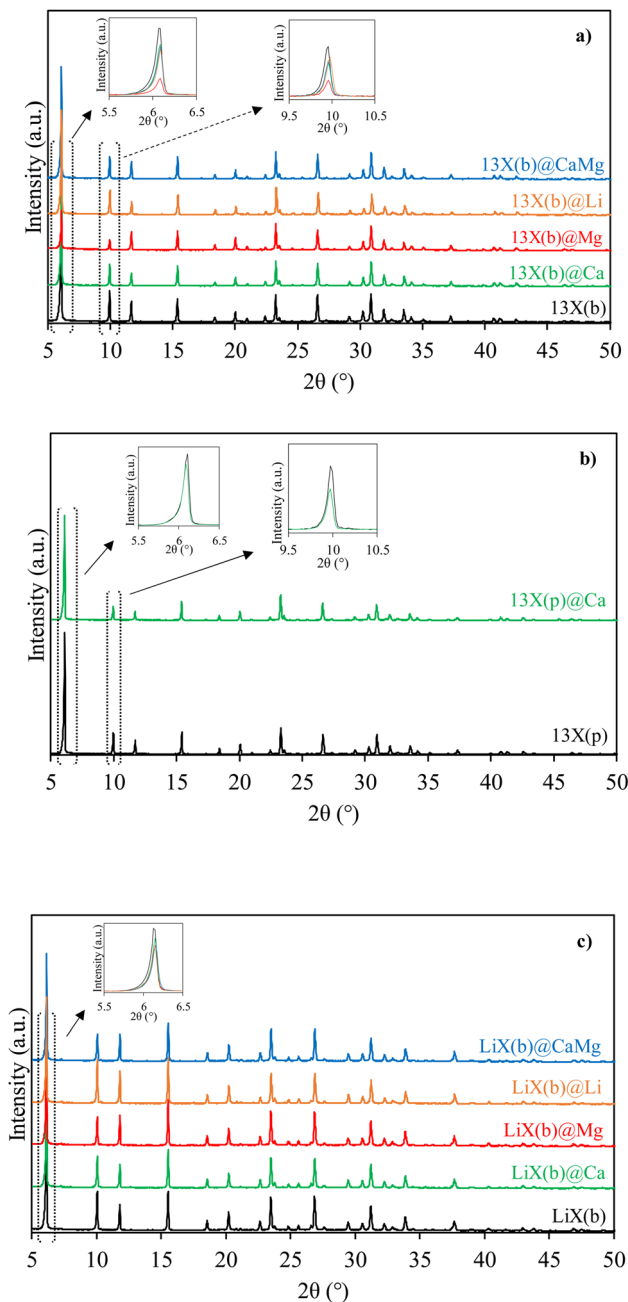 a)
Intensity (a.u.)
5.5 6 6.5
2θ (°)
Intensity (a.u.)
9.5 10 10.5
2θ (°)
Intensity (a.u.)
13X(b)@CaMg
13X(b)@Li
13X(b)@Mg
13X(b)@Ca
13X(b)
5 10 15 20 25 30 35 40 45 50
2θ (°)
b)
Intensity (a.u.)
5.5 6 6.5
2θ (°)
Intensity (a.u.)
9.5 10 10.5
2θ (°)
Intensity (a.u.)
13X(p)@Ca
13X(p)
5 10 15 20 25 30 35 40 45 50
2θ (°)
c)
Intensity (a.u.)
5.5 6 6.5
2θ (°)
Intensity (a.u.)
LiX(b)@CaMg
LiX(b)@Li
LiX(b)@Mg
LiX(b)@Ca
LiX(b)
5 10 15 20 25 30 35 40 45 50
2θ (°)